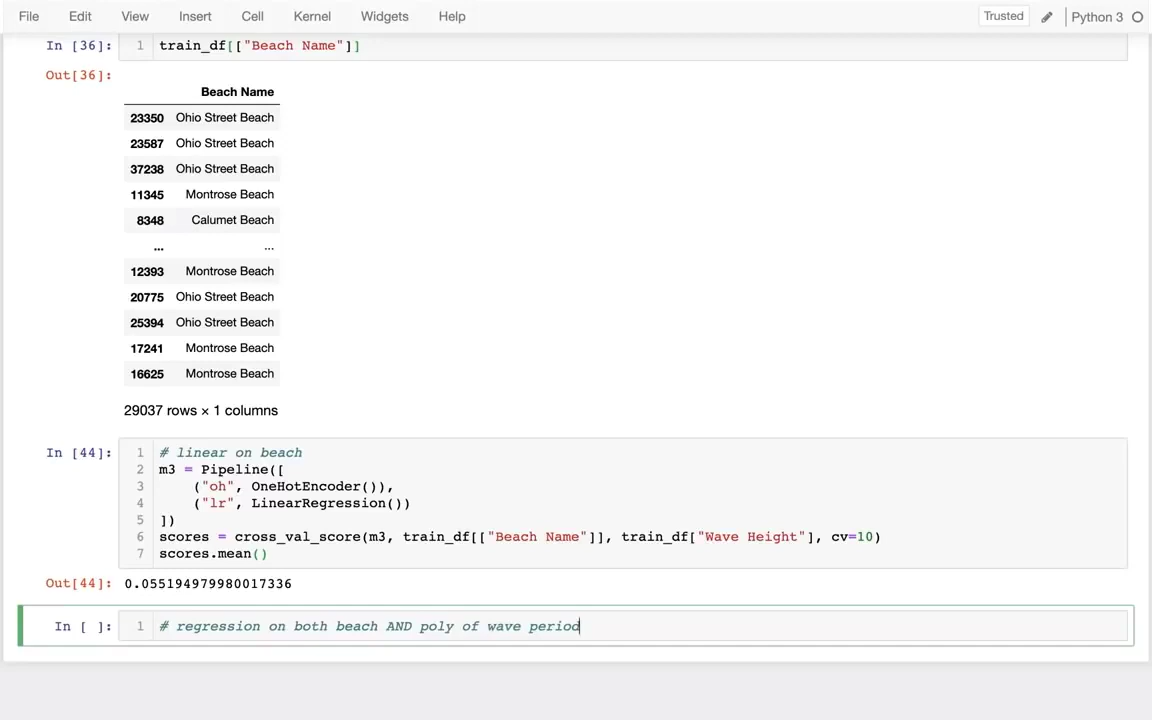 File Edit View Insert Cell Kernel Widgets Help Trusted Python 3
In [36]: 1 train_df[["Beach Name"]]
Out[36]:
Beach Name
23350 Ohio Street Beach
23587 Ohio Street Beach
37238 Ohio Street Beach
11345 Montrose Beach
8348 Calumet Beach
... ...
12393 Montrose Beach
20775 Ohio Street Beach
25394 Ohio Street Beach
17241 Montrose Beach
16625 Montrose Beach
29037 rows × 1 columns
In [44]: 1 # linear on beach
2 m3 = Pipeline([
3 ("oh", OneHotEncoder()),
4 ("lr", LinearRegression())
5 ])
6 scores = cross_val_score(m3, train_df[["Beach Name"]], train_df["Wave Height"], cv=10)
7 scores.mean()
Out[44]: 0.055194979980017336
In [ ]: 1 # regression on both beach AND poly of wave period